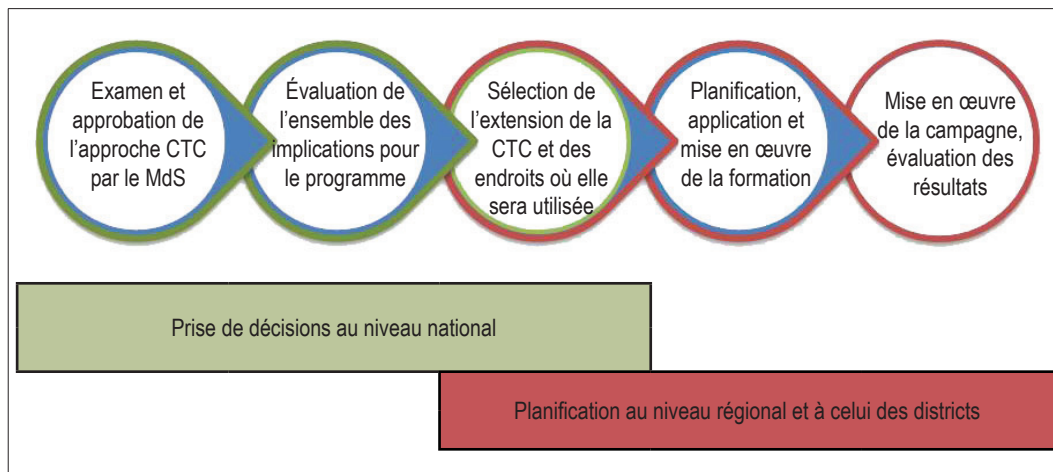 Examen et
approbation de
l'approche CTC
par le MdS
Évaluation de
l'ensemble des
implications pour
le programme
Sélection de
l'extension de la
CTC et des
endroits où elle
sera utilisée
Planification,
application et
mise en œuvre
de la formation
Mise en œuvre
de la campagne,
évaluation des
résultats
Prise de décisions au niveau national
Planification au niveau régional et à celui des districts